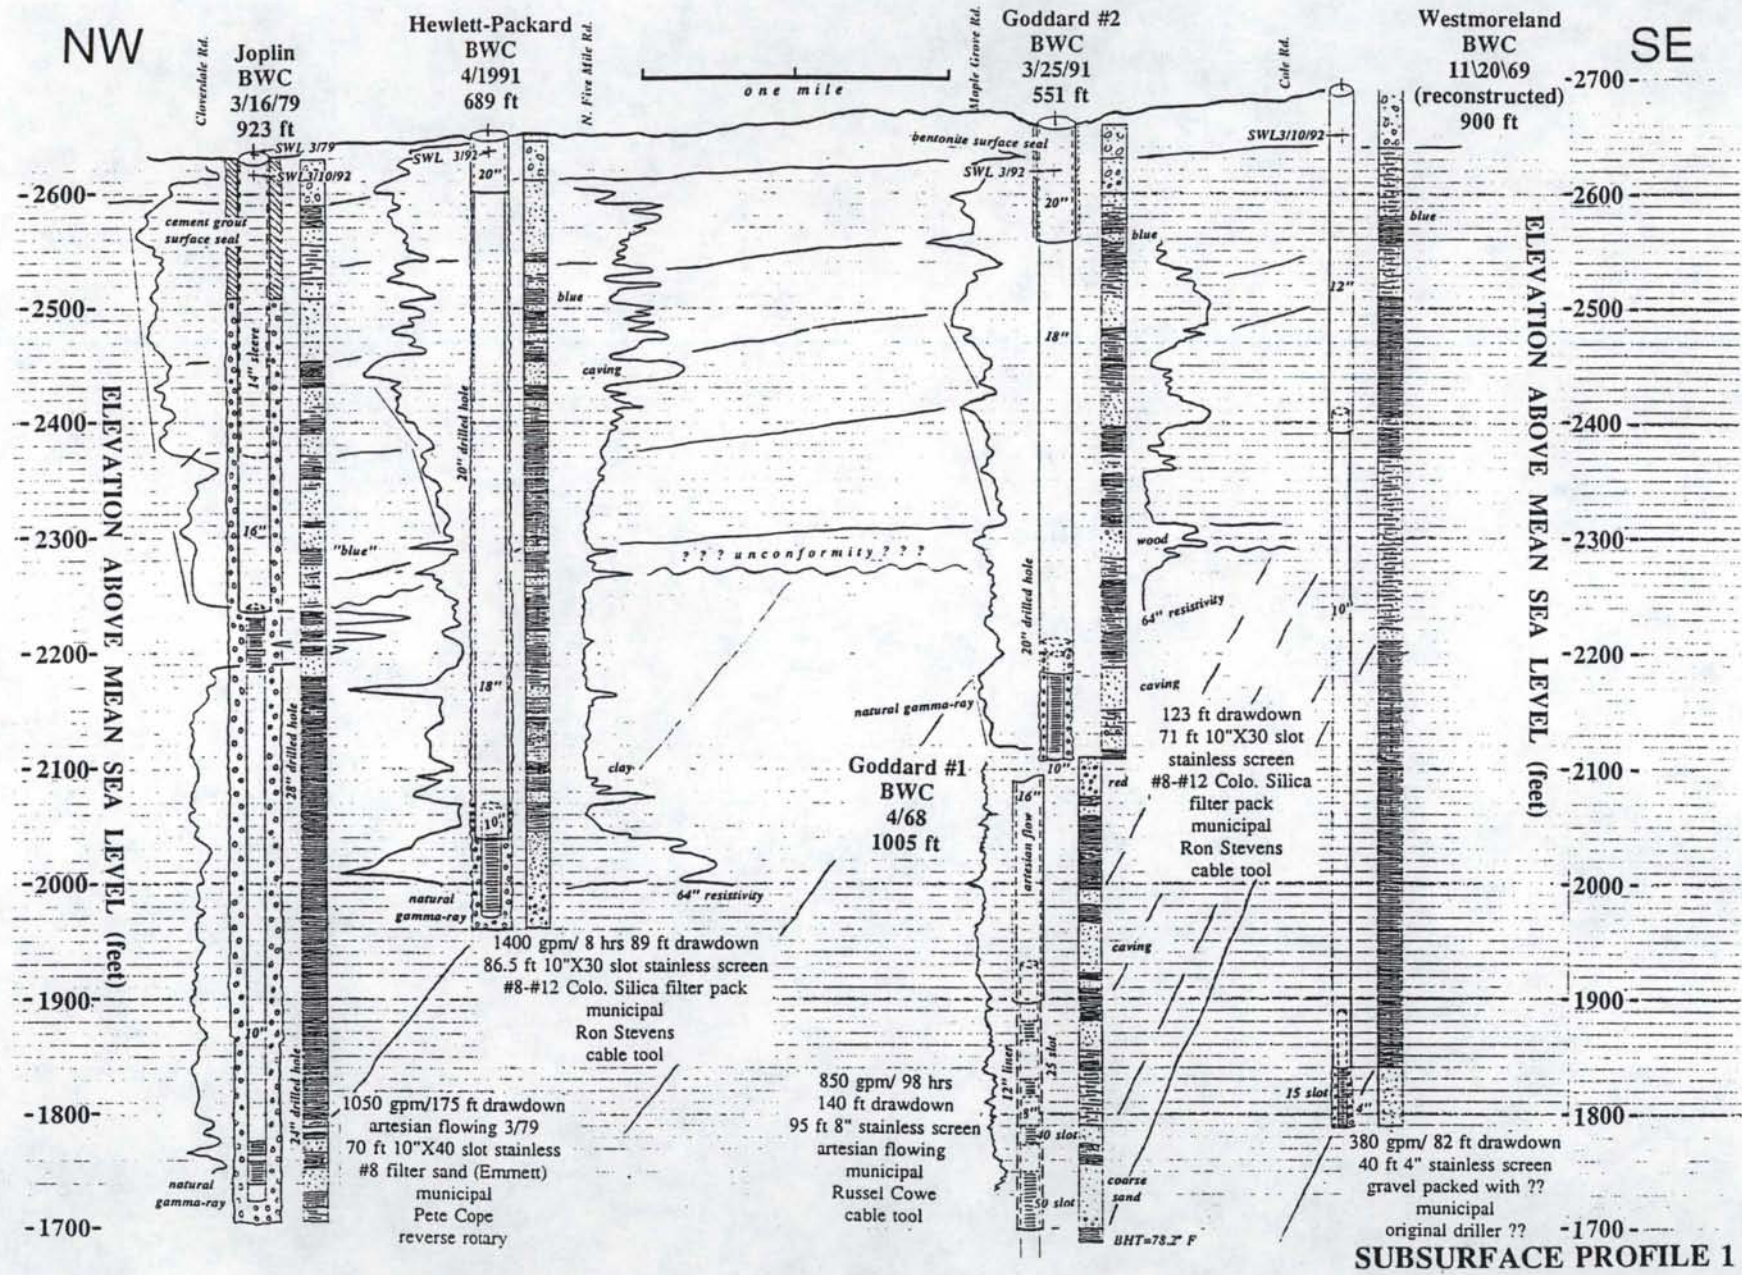 NW
SE
Cloverdale Rd.
Joplin
BWC
3/16/79
923 ft
Hewlett-Packard
BWC
4/1991
689 ft
N. Five Mile Rd.
one mile
Maple Grove Rd.
Goddard #2
BWC
3/25/91
551 ft
Cole Rd.
Westmoreland
BWC
11\20\69
(reconstructed)
900 ft
SWL 3/79
SWL3/10/92
SWL 3/92
20"
bentonite surface seal
SWL 3/92
20"
SWL3/10/92
cement grout
surface seal
blue
blue
blue
14" sleeve
16"
20" drilled hole
caving
18"
12"
"blue"
? ? ? unconformity ? ? ?
wood
64" resistivity
10"
20" drilled hole
18"
28" drilled hole
natural gamma-ray
caving
clay
10"
natural
gamma-ray
64" resistivity
10"
red
16"
artesian flow
caving
Goddard #1
BWC
4/68
1005 ft
123 ft drawdown
71 ft 10"X30 slot
stainless screen
#8-#12 Colo. Silica
filter pack
municipal
Ron Stevens
cable tool
1400 gpm/ 8 hrs 89 ft drawdown
86.5 ft 10"X30 slot stainless screen
#8-#12 Colo. Silica filter pack
municipal
Ron Stevens
cable tool
10"
24" drilled hole
natural
gamma-ray
1050 gpm/175 ft drawdown
artesian flowing 3/79
70 ft 10"X40 slot stainless
#8 filter sand (Emmett)
municipal
Pete Cope
reverse rotary
850 gpm/ 98 hrs
140 ft drawdown
95 ft 8" stainless screen
artesian flowing
municipal
Russel Cowe
cable tool
12" liner
25 slot
8"
40 slot
50 slot
coarse
sand
BHT=78.2° F
15 slot
4"
380 gpm/ 82 ft drawdown
40 ft 4" stainless screen
gravel packed with ??
municipal
original driller ??
-2600-
-2500-
-2400-
-2300-
-2200-
-2100-
-2000-
-1900-
-1800-
-1700-
ELEVATION ABOVE MEAN SEA LEVEL (feet)
-2700-
-2600-
-2500-
-2400-
-2300-
-2200-
-2100-
-2000-
-1900-
-1800-
-1700-
ELEVATION ABOVE MEAN SEA LEVEL (feet)
SUBSURFACE PROFILE 1